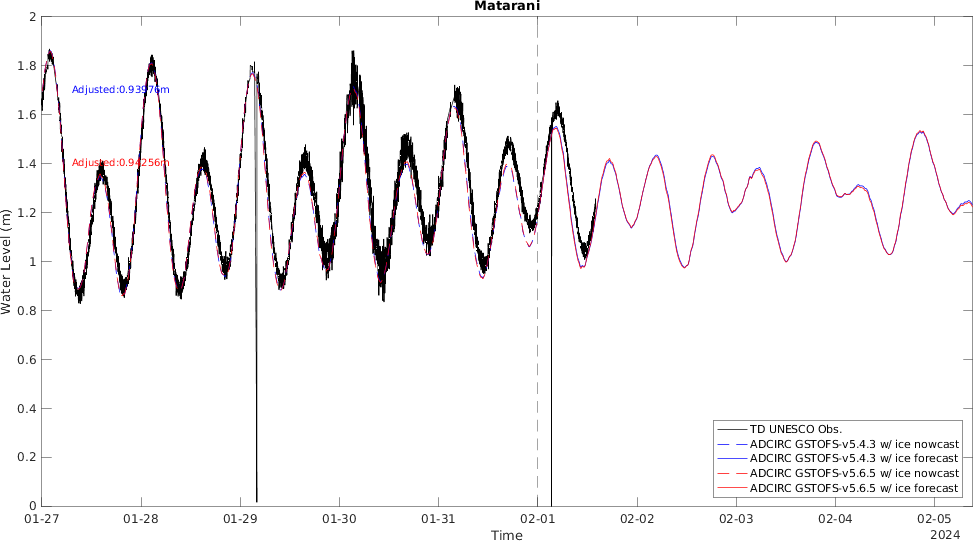 Matarani
2
1.8
1.6
1.4
1.2
1
0.8
0.6
0.4
0.2
0
Water Level (m)
Adjusted:0.93976m
Adjusted:0.94256m
TD UNESCO Obs.
ADCIRC GSTOFS-v5.4.3 w/ ice nowcast
ADCIRC GSTOFS-v5.4.3 w/ ice forecast
ADCIRC GSTOFS-v5.6.5 w/ ice nowcast
ADCIRC GSTOFS-v5.6.5 w/ ice forecast
01-27 01-28 01-29 01-30 01-31 02-01 02-02 02-03 02-04 02-05
Time
2024